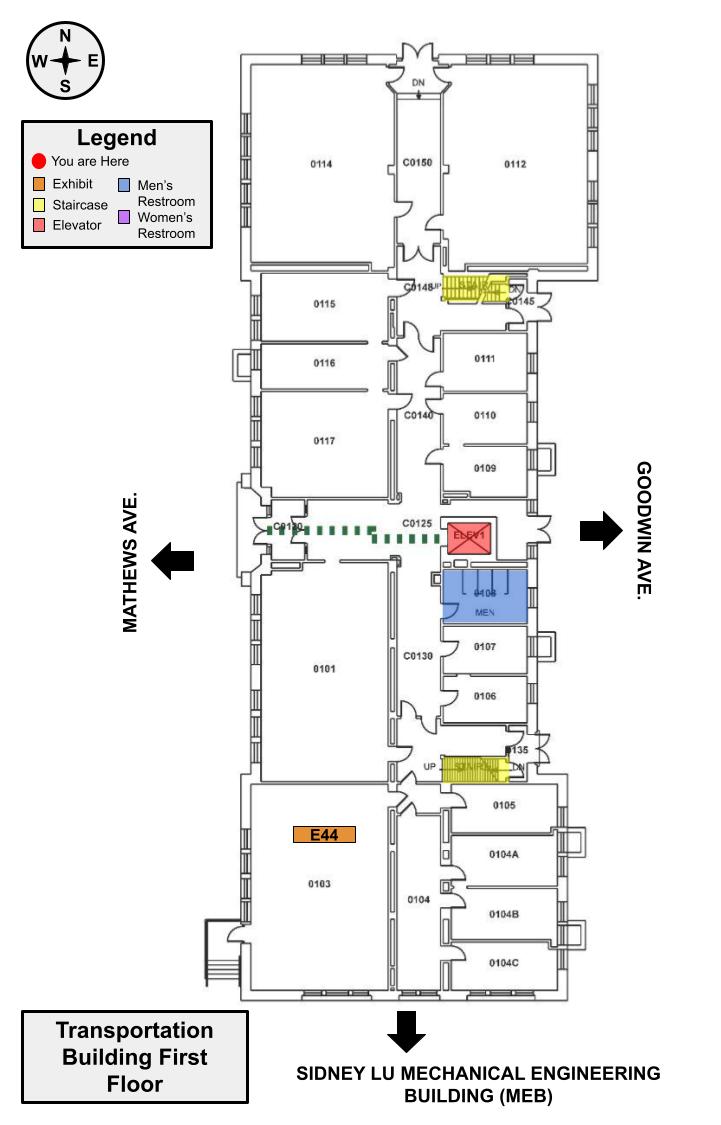 N
W E
S
Legend
You are Here
Exhibit
Staircase
Elevator
Men's
Restroom
Women's
Restroom
DN
0114
C0150
0112
C0148
UP
DN
C0145
0115
0116
0111
0117
C0140
0110
0109
C0120
C0125
ELEV1
MATHEWS AVE.
GOODWIN AVE.
0108
MEN
0101
C0130
0107
0106
0135
UP
DN
0105
E44
0103
0104
0104A
0104B
0104C
Transportation
Building First
Floor
SIDNEY LU MECHANICAL ENGINEERING
BUILDING (MEB)